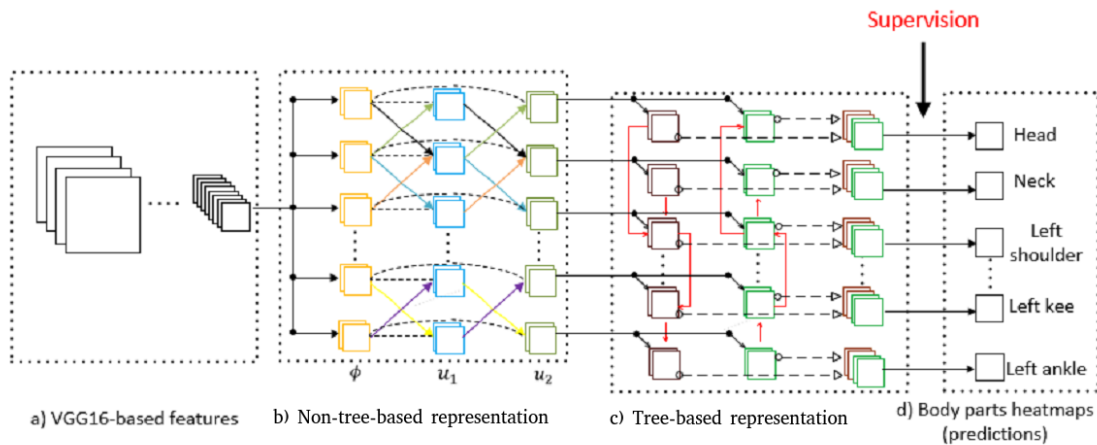 Supervision
Head
Neck
Left
shoulder
Left kee
Left ankle
ϕ u₁ u₂
a) VGG16-based features
b) Non-tree-based representation
c) Tree-based representation
d) Body parts heatmaps
(predictions)